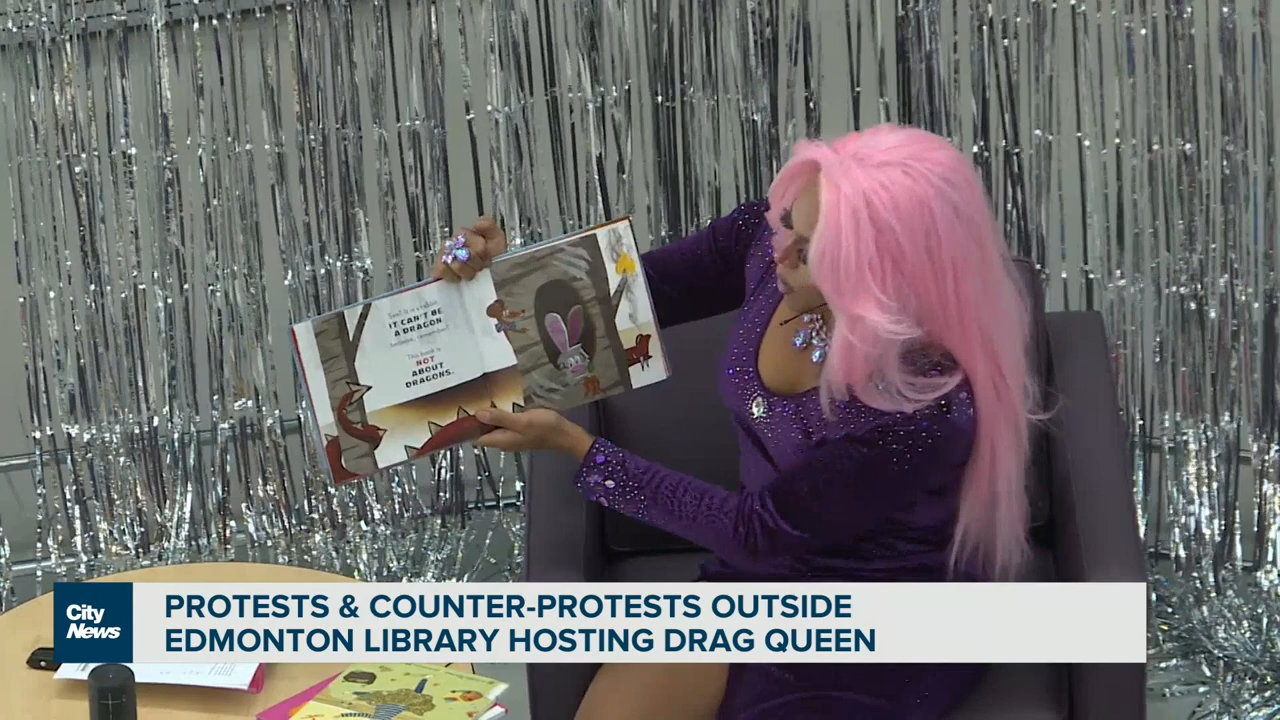 IT CAN'T BE
A DRAGON
This book is
NOT
ABOUT
DRAGONS.
City
News
PROTESTS & COUNTER-PROTESTS OUTSIDE
EDMONTON LIBRARY HOSTING DRAG QUEEN